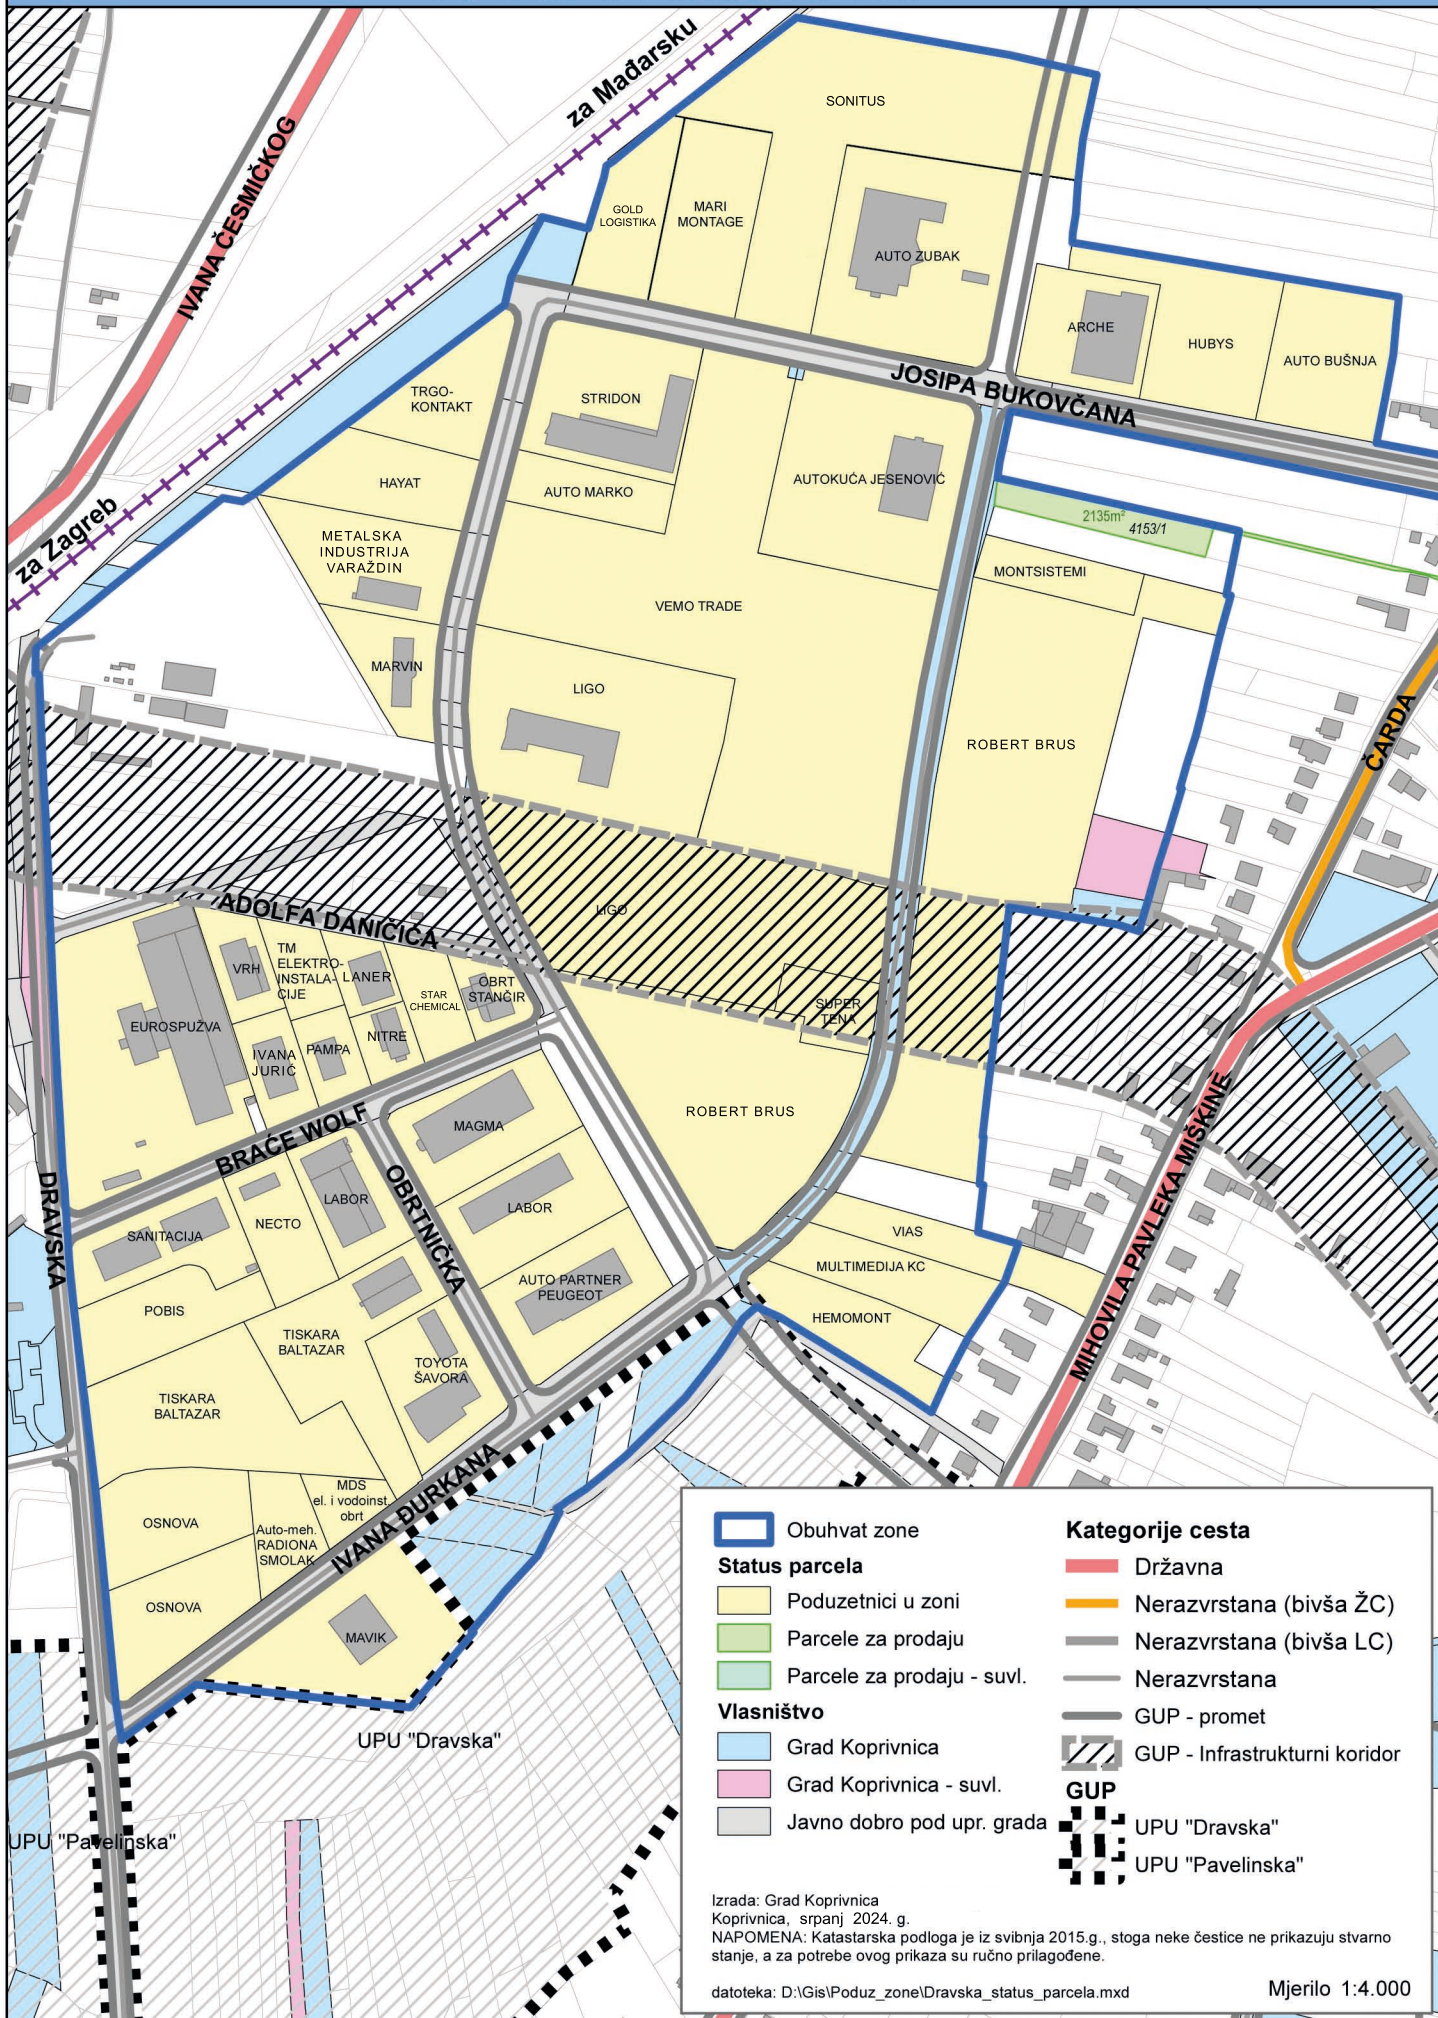 za Mađarsku
SONITUS
IVANA ČESMIČKOG
GOLD
LOGISTIKA
MARI
MONTAGE
AUTO ZUBAK
ARCHE
HUBYS
AUTO BUŠNJA
JOSIPA BUKOVČANA
TRGO-
KONTAKT
STRIDON
HAYAT
AUTO MARKO
AUTOKUĆA JESENOVIĆ
2135m²
4153/1
za Zagreb
METALSKA
INDUSTRIJA
VARAŽDIN
MONTSISTEMI
VEMO TRADE
MARVIN
LIGO
ROBERT BRUS
ČARDA
LIGO
ADOLFA DANIČIĆA
VRH
TM
ELEKTRO-
INSTALA-
CIJE
LANER
STAR
CHEMICAL
OBRT
STANČIR
SUPER
TENA
EUROSPUŽVA
IVANA
JURIĆ
PAMPA
NITRE
ROBERT BRUS
MAGMA
BRAĆE WOLF
OBRTNIČKA
MIHOVILA PAVLEKA MIŠKINE
DRAVSKA
LABOR
LABOR
NECTO
SANITACIJA
VIAS
MULTIMEDIJA KC
AUTO PARTNER
PEUGEOT
POBIS
HEMOMONT
TISKARA
BALTAZAR
TOYOTA
ŠAVORA
TISKARA
BALTAZAR
IVANA ĐURKANA
MDS
el. i vodoinst.
obrt
OSNOVA
Auto-meh.
RADIONA
SMOLAK
OSNOVA
MAVIK
UPU "Dravska"
UPU "Pavelinska"
Obuhvat zone
Status parcela
Poduzetnici u zoni
Parcele za prodaju
Parcele za prodaju - suvl.
Vlasništvo
Grad Koprivnica
Grad Koprivnica - suvl.
Javno dobro pod upr. grada
Kategorije cesta
Državna
Nerazvrstana (bivša ŽC)
Nerazvrstana (bivša LC)
Nerazvrstana
GUP - promet
GUP - Infrastrukturni koridor
GUP
UPU "Dravska"
UPU "Pavelinska"
Izrada: Grad Koprivnica
Koprivnica, srpanj 2024. g.
NAPOMENA: Katastarska podloga je iz svibnja 2015.g., stoga neke čestice ne prikazuju stvarno
stanje, a za potrebe ovog prikaza su ručno prilagođene.
datoteka: D:\Gis\Poduz_zone\Dravska_status_parcela.mxd
Mjerilo 1:4.000